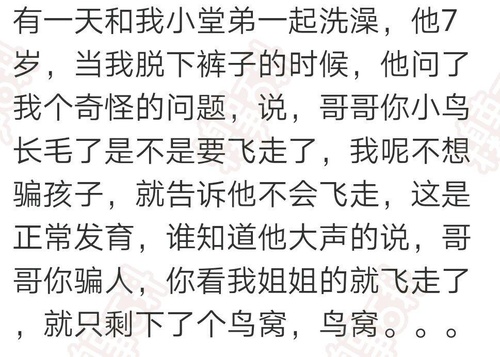 有一天和我小堂弟一起洗澡，他7
岁，当我脱下裤子的时候，他问了
我个奇怪的问题，说，哥哥你小鸟
长毛了是不是要飞走了，我呢不想
骗孩子，就告诉他不会飞走，这是
正常发育，谁知道他大声的说，哥
哥你骗人，你看我姐姐的就飞走了
，就只剩下了个鸟窝，鸟窝。。。